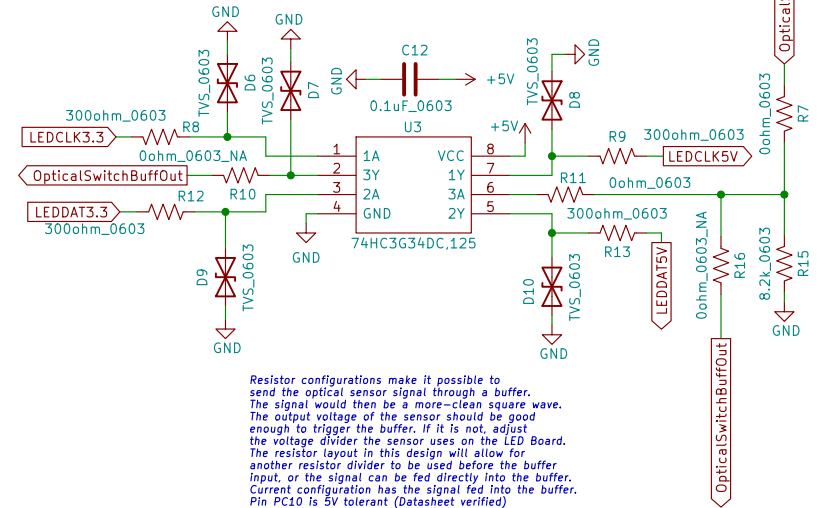 GND
GND
TVS_0603
D6
TVS_0603
D7
GND
C12
0.1uF_0603
+5V
TVS_0603
D8
GND
Optical
0ohm_0603
R7
300ohm_0603
R8
LEDCLK3.3
U3
+5V
R9
300ohm_0603
LEDCLK5V
0ohm_0603_NA
OpticalSwitchBuffOut
R10
1
1A
VCC
8
2
3Y
1Y
7
3
2A
3A
6
4
GND
2Y
5
74HC3G34DC,125
R11
0ohm_0603
R12
LEDDAT3.3
300ohm_0603
GND
300ohm_0603
R13
LEDDAT5V
D9
TVS_0603
GND
D10
TVS_0603
GND
0ohm_0603_NA
R16
8.2k_0603
R15
GND
OpticalSwitchBuffOut
Resistor configurations make it possible to
send the optical sensor signal through a buffer.
The signal would then be a more-clean square wave.
The output voltage of the sensor should be good
enough to trigger the buffer. If it is not, adjust
the voltage divider the sensor uses on the LED Board.
The resistor layout in this design will allow for
another resistor divider to be used before the buffer
input, or the signal can be fed directly into the buffer.
Current configuration has the signal fed into the buffer.
Pin PC10 is 5V tolerant (Datasheet verified)